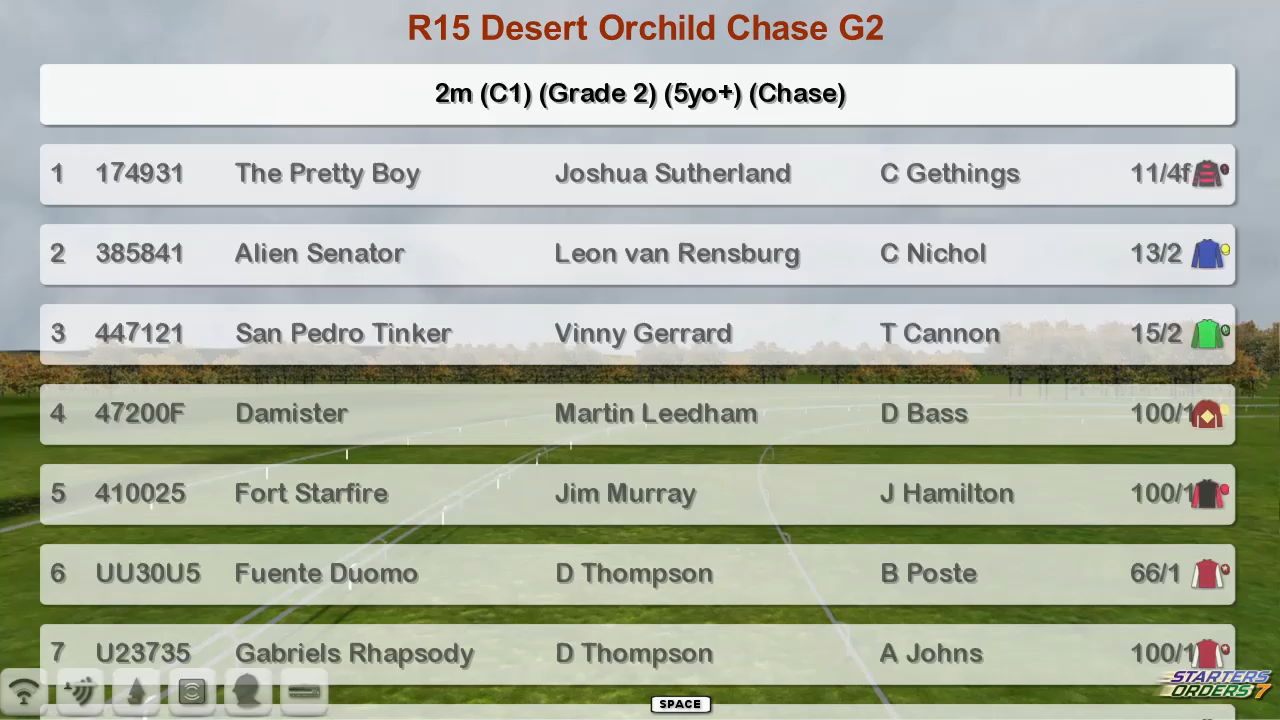 R15 Desert Orchild Chase G2
2m (C1) (Grade 2) (5yo+) (Chase)
1 174931 The Pretty Boy Joshua Sutherland C Gethings 11/4f
2 385841 Alien Senator Leon van Rensburg C Nichol 13/2
3 447121 San Pedro Tinker Vinny Gerrard T Cannon 15/2
4 47200F Damister Martin Leedham D Bass 100/1
5 410025 Fort Starfire Jim Murray J Hamilton 100/1
6 UU30U5 Fuente Duomo D Thompson B Poste 66/1
7 U23735 Gabriels Rhapsody D Thompson A Johns 100/1
STARTERS ORDERS 7
SPACE